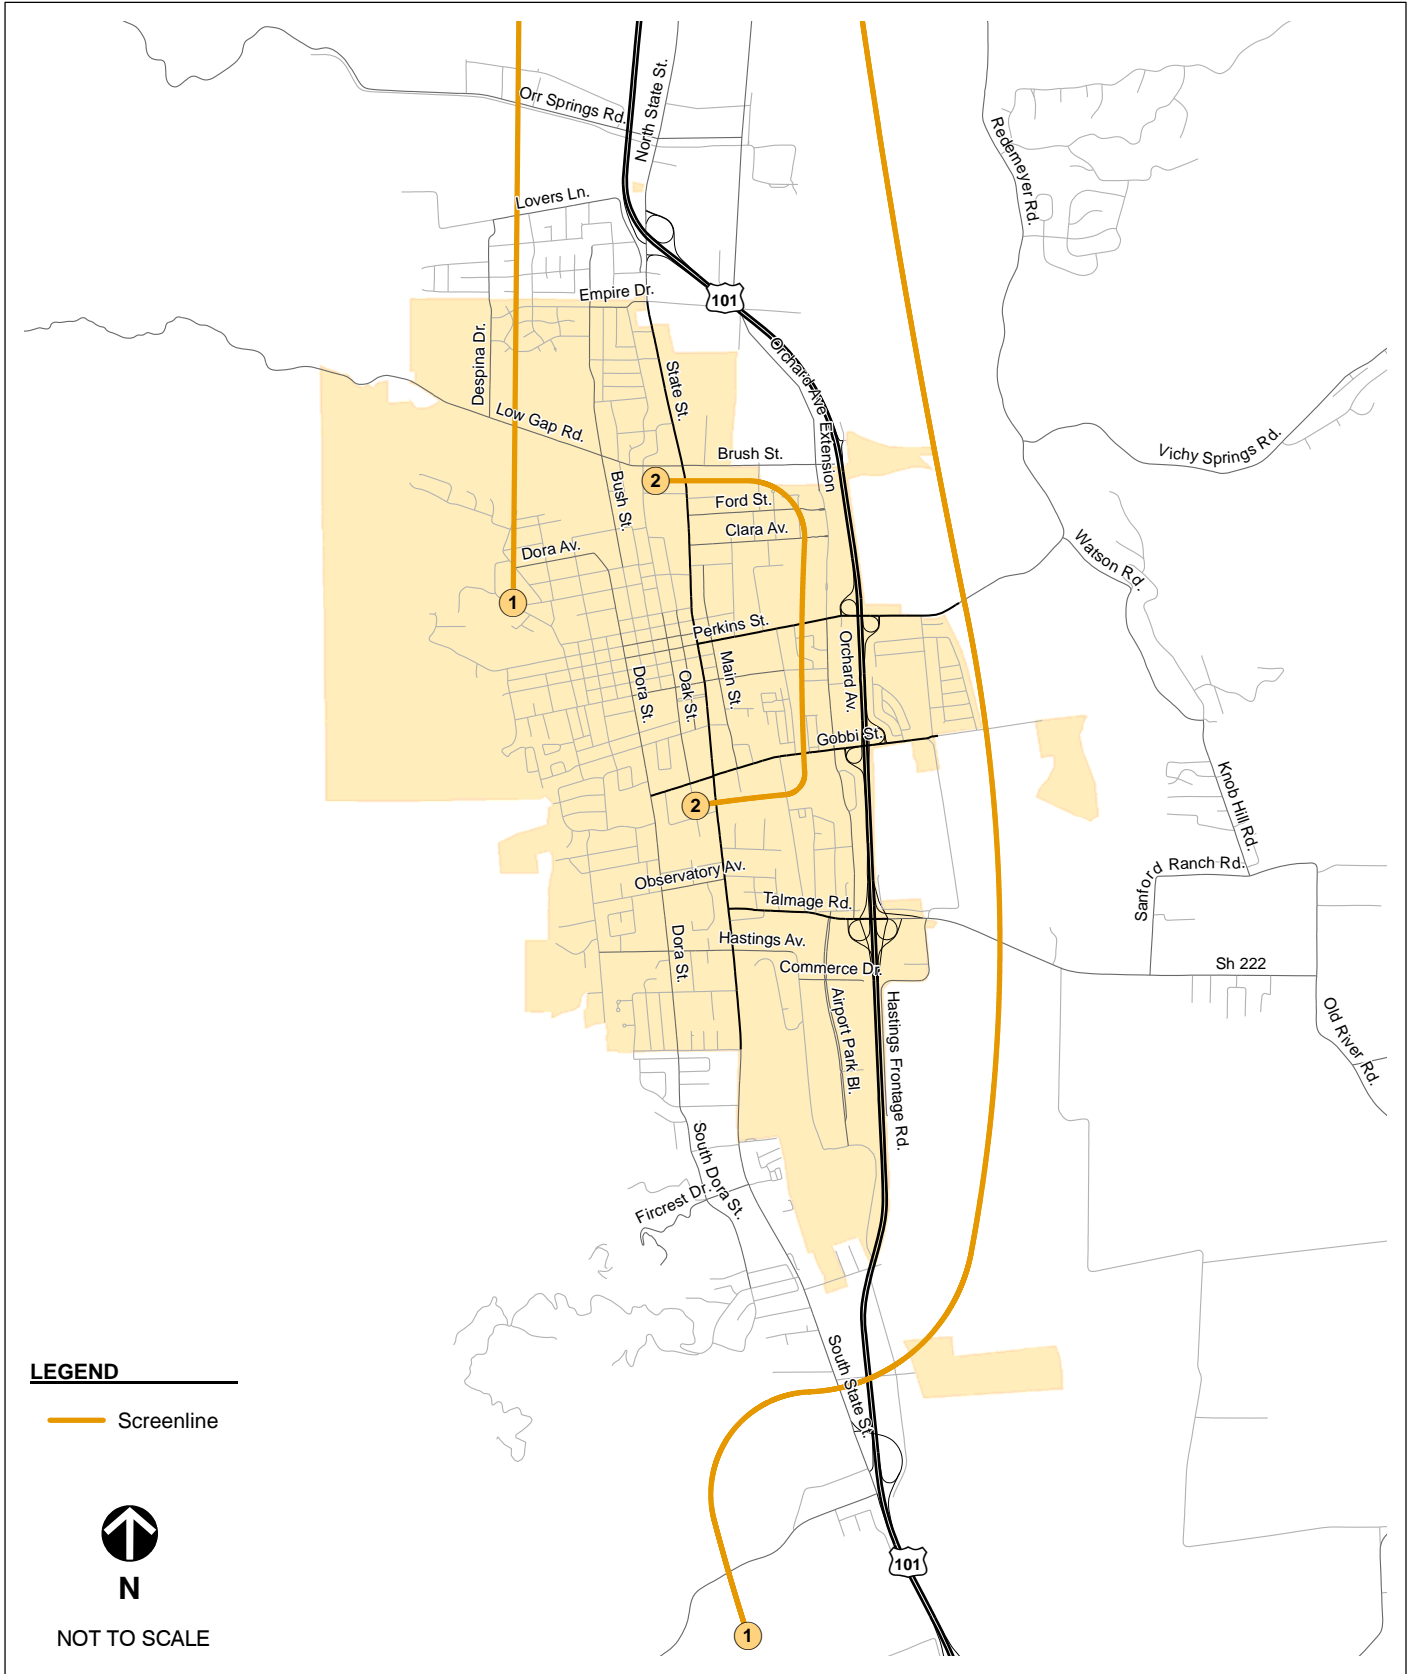 Orr Springs Rd.
North State St.
Redemeyer Rd.
Lovers Ln.
Empire Dr.
101
Despina Dr.
State St.
Orchard Ave Extension
Low Gap Rd.
Brush St.
Vichy Springs Rd.
2
Bush St.
Ford St.
Clara Av.
Dora Av.
Watson Rd.
1
Perkins St.
Dora St.
Oak St.
Main St.
Orchard Av.
Gobbi St.
2
Knob Hill Rd.
Observatory Av.
Sanford Ranch Rd.
Talmage Rd.
Dora St.
Hastings Av.
Commerce Dr.
Sh 222
Airport Park Bl.
Hastings Frontage Rd.
Old River Rd.
South Dora St.
Fircrest Dr.
South State St.
LEGEND
Screenline
101
N
NOT TO SCALE
1